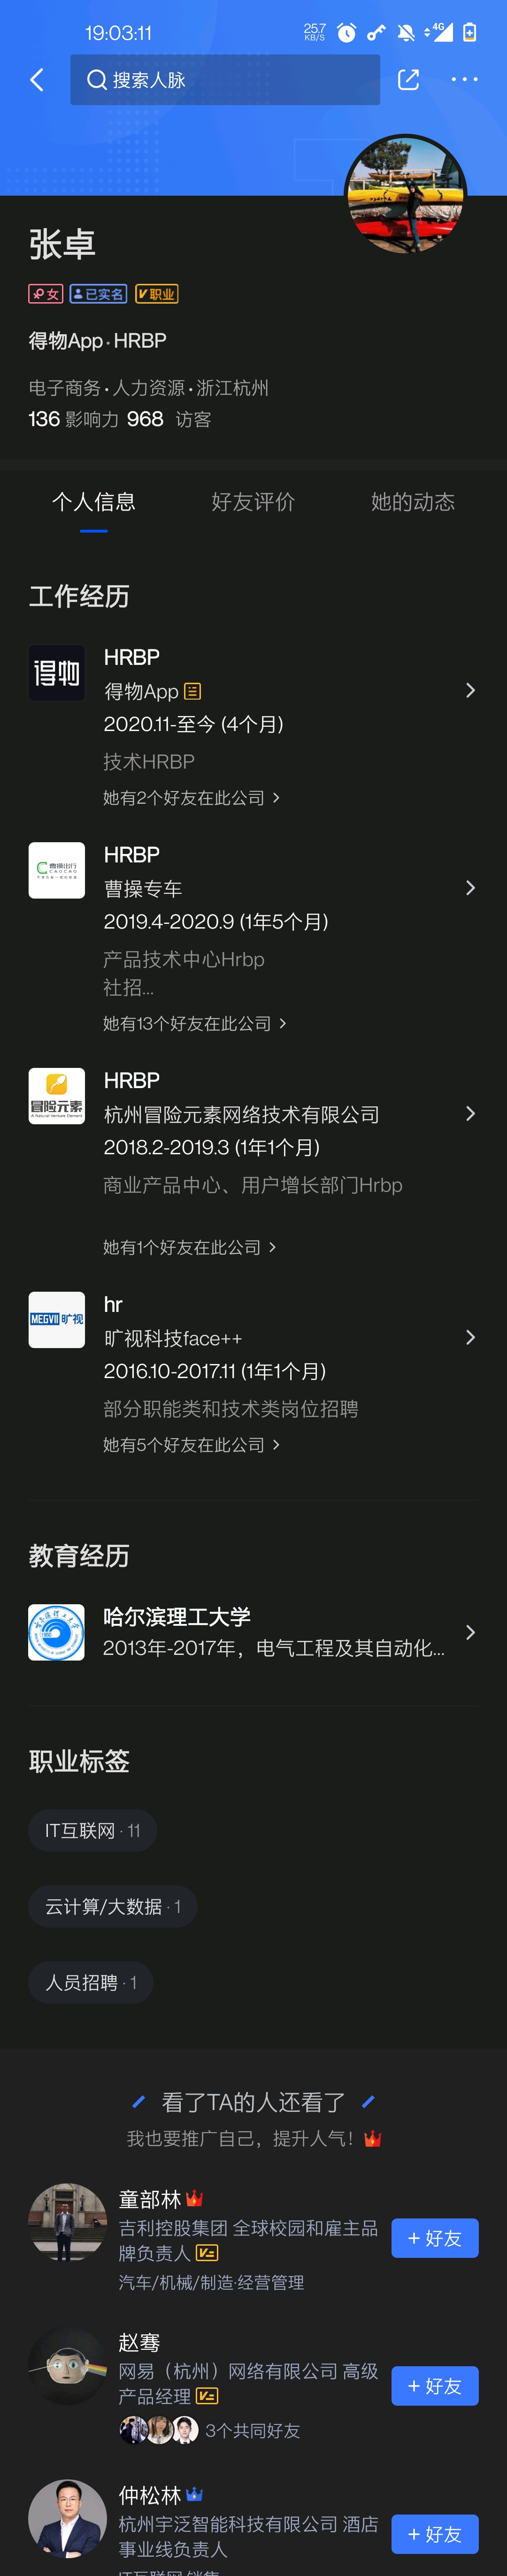 19:03:11
25.7
KB/S
4G
搜索人脉
张卓
女
已实名
职业
得物App·HRBP
电子商务·人力资源·浙江杭州
136 影响力 968 访客
个人信息
好友评价
她的动态
工作经历
得物
HRBP
得物App
2020.11-至今 (4个月)
技术HRBP
她有2个好友在此公司
曹操出行
CAOCAO
HRBP
曹操专车
2019.4-2020.9 (1年5个月)
产品技术中心Hrbp
社招...
她有13个好友在此公司
冒险元素
A Natural Venture Element
HRBP
杭州冒险元素网络技术有限公司
2018.2-2019.3 (1年1个月)
商业产品中心、用户增长部门Hrbp
她有1个好友在此公司
MEGVII 旷视
hr
旷视科技face++
2016.10-2017.11 (1年1个月)
部分职能类和技术类岗位招聘
她有5个好友在此公司
教育经历
哈尔滨理工大学
2013年-2017年，电气工程及其自动化...
职业标签
IT互联网·11
云计算/大数据·1
人员招聘·1
看了TA的人还看了
我也要推广自己，提升人气！
童部林
吉利控股集团 全球校园和雇主品
牌负责人
汽车/机械/制造·经营管理
+ 好友
赵骞
网易（杭州）网络有限公司 高级
产品经理
3个共同好友
+ 好友
仲松林
杭州宇泛智能科技有限公司 酒店
事业线负责人
+ 好友
IT互联网·销售